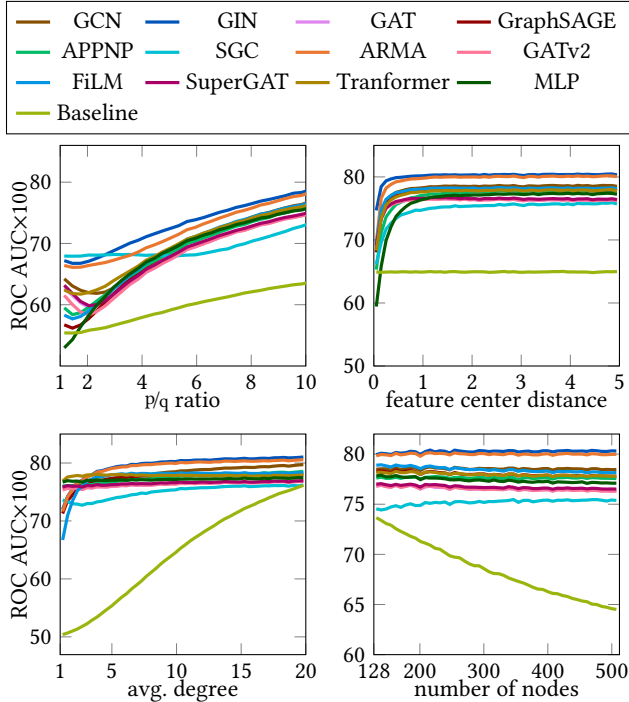 GCN GIN GAT GraphSAGE
APPNP SGC ARMA GATv2
FiLM SuperGAT Tranformer MLP
Baseline
ROC AUC×100
80
70
60
1 2 4 6 8 10
p/q ratio
80
70
60
50
0 1 2 3 4 5
feature center distance
ROC AUC×100
80
70
60
50
1 5 10 15 20
avg. degree
80
75
70
65
60
128 200 300 400 500
number of nodes